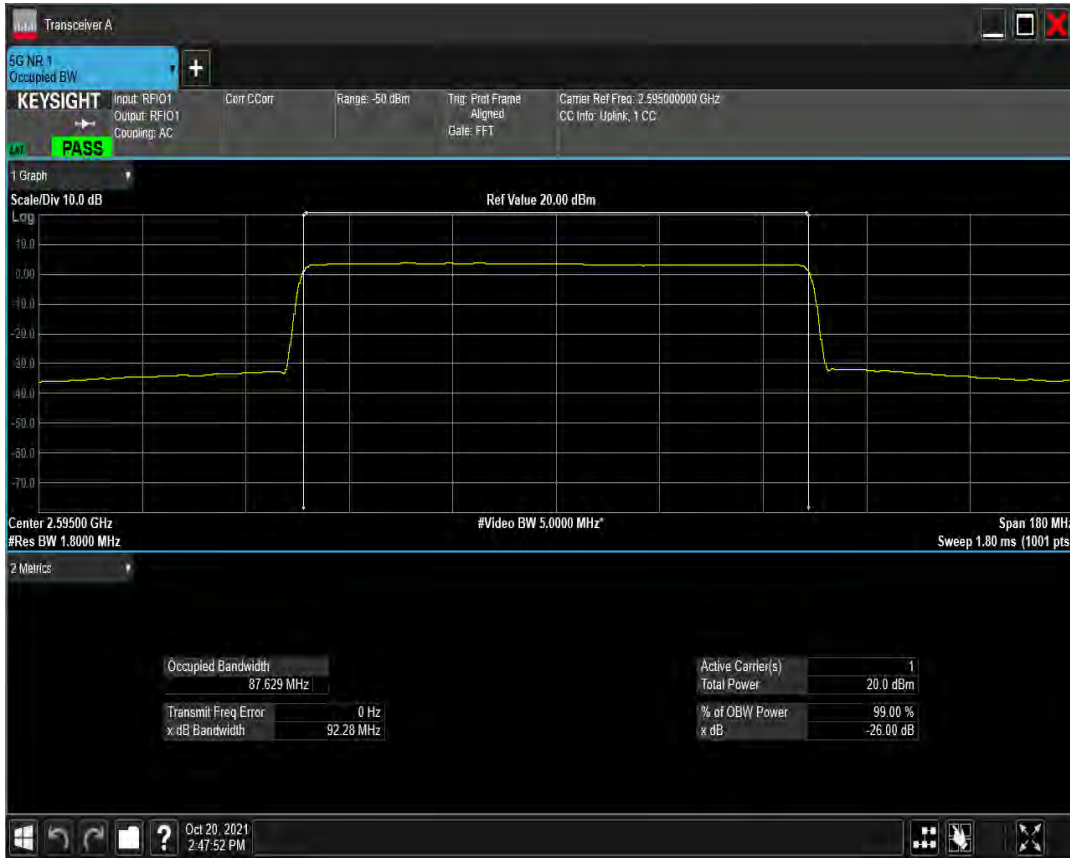 Transceiver A
5G NR 1
Occupied BW
+
KEYSIGHT
PASS
Input: RFIO1
Output: RFIO1
Coupling: AC
Corr CCorr
Range: -50 dBm
Trig: Prot Frame
Aligned
Gate: FFT
Carrier Ref Freq: 2.595000000 GHz
CC Info: Uplink, 1 CC
1 Graph
Scale/Div 10.0 dB
Ref Value 20.00 dBm
Log
10.0
0.00
-10.0
-20.0
-30.0
-40.0
-50.0
-60.0
-70.0
Center 2.59500 GHz
#Video BW 5.0000 MHz*
Span 180 MHz
#Res BW 1.8000 MHz
Sweep 1.80 ms (1001 pts
2 Metrics
Occupied Bandwidth
87.629 MHz
Transmit Freq Error 0 Hz
x dB Bandwidth 92.28 MHz
Active Carrier(s) 1
Total Power 20.0 dBm
% of OBW Power 99.00 %
x dB -26.00 dB
?
Oct 20, 2021
2:47:52 PM